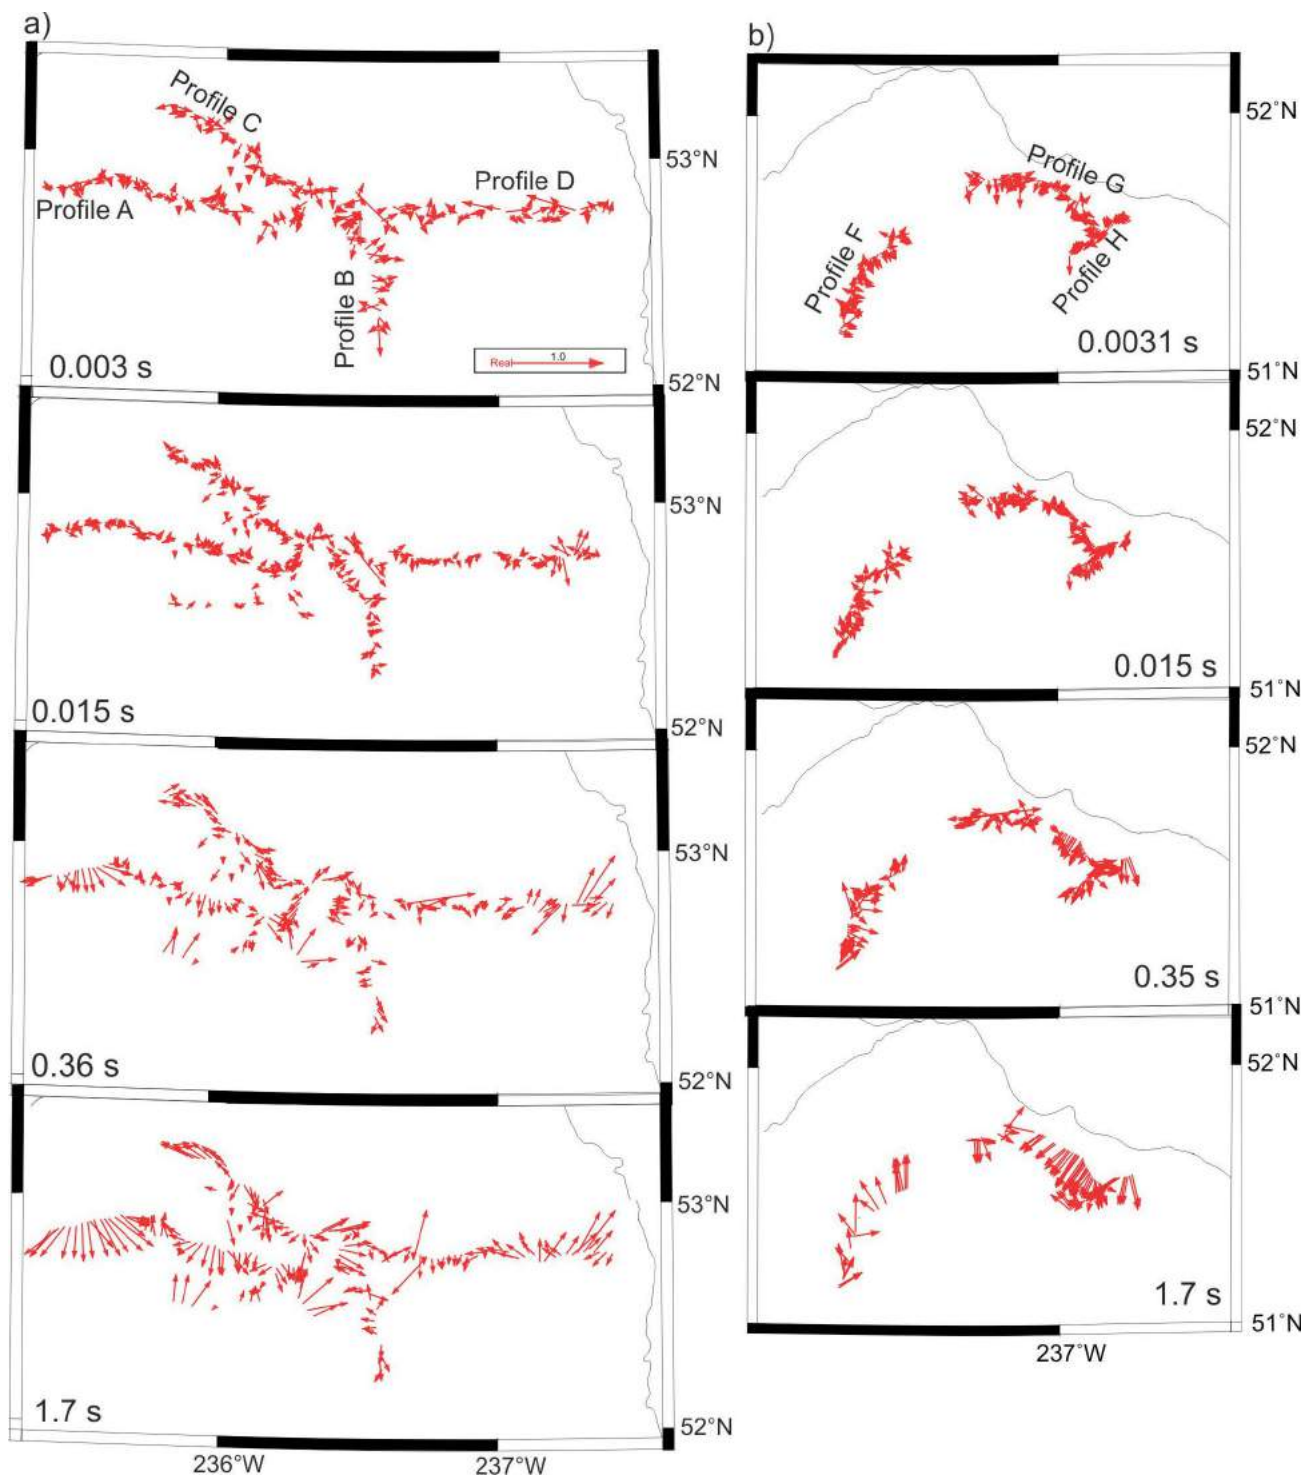 a)
Profile C
Profile A
Profile D
Profile B
Real
1.0
53°N
0.003 s
52°N
53°N
0.015 s
52°N
53°N
0.36 s
52°N
53°N
1.7 s
52°N
236°W
237°W
b)
52°N
Profile G
Profile F
Profile H
0.0031 s
51°N
52°N
0.015 s
51°N
52°N
0.35 s
51°N
52°N
1.7 s
51°N
237°W